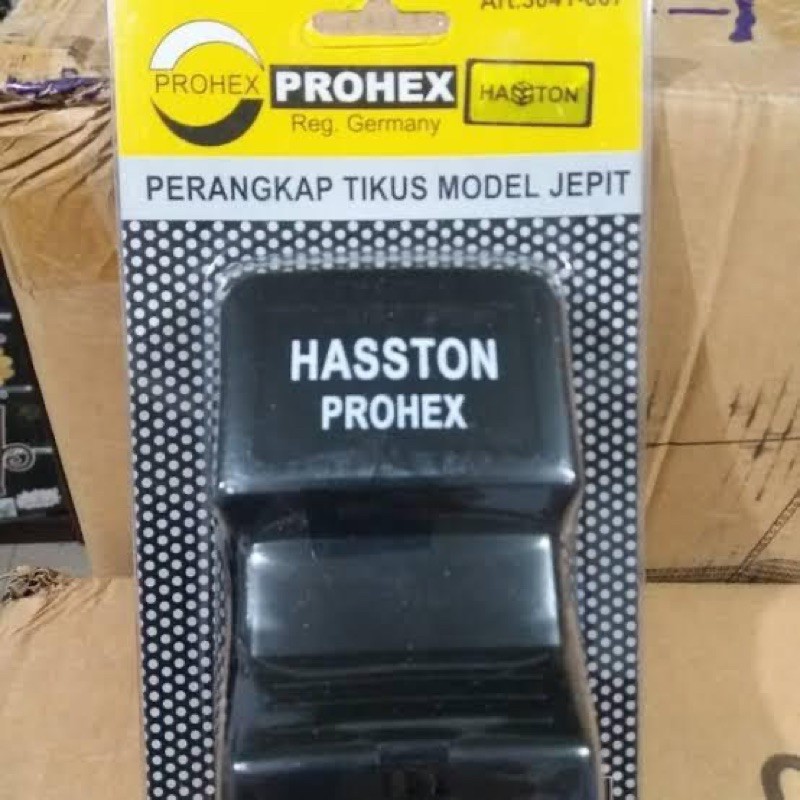 PROHEX
PROHEX
HASSTON
Reg. Germany
PERANGKAP TIKUS MODEL JEPIT
HASSTON
PROHEX